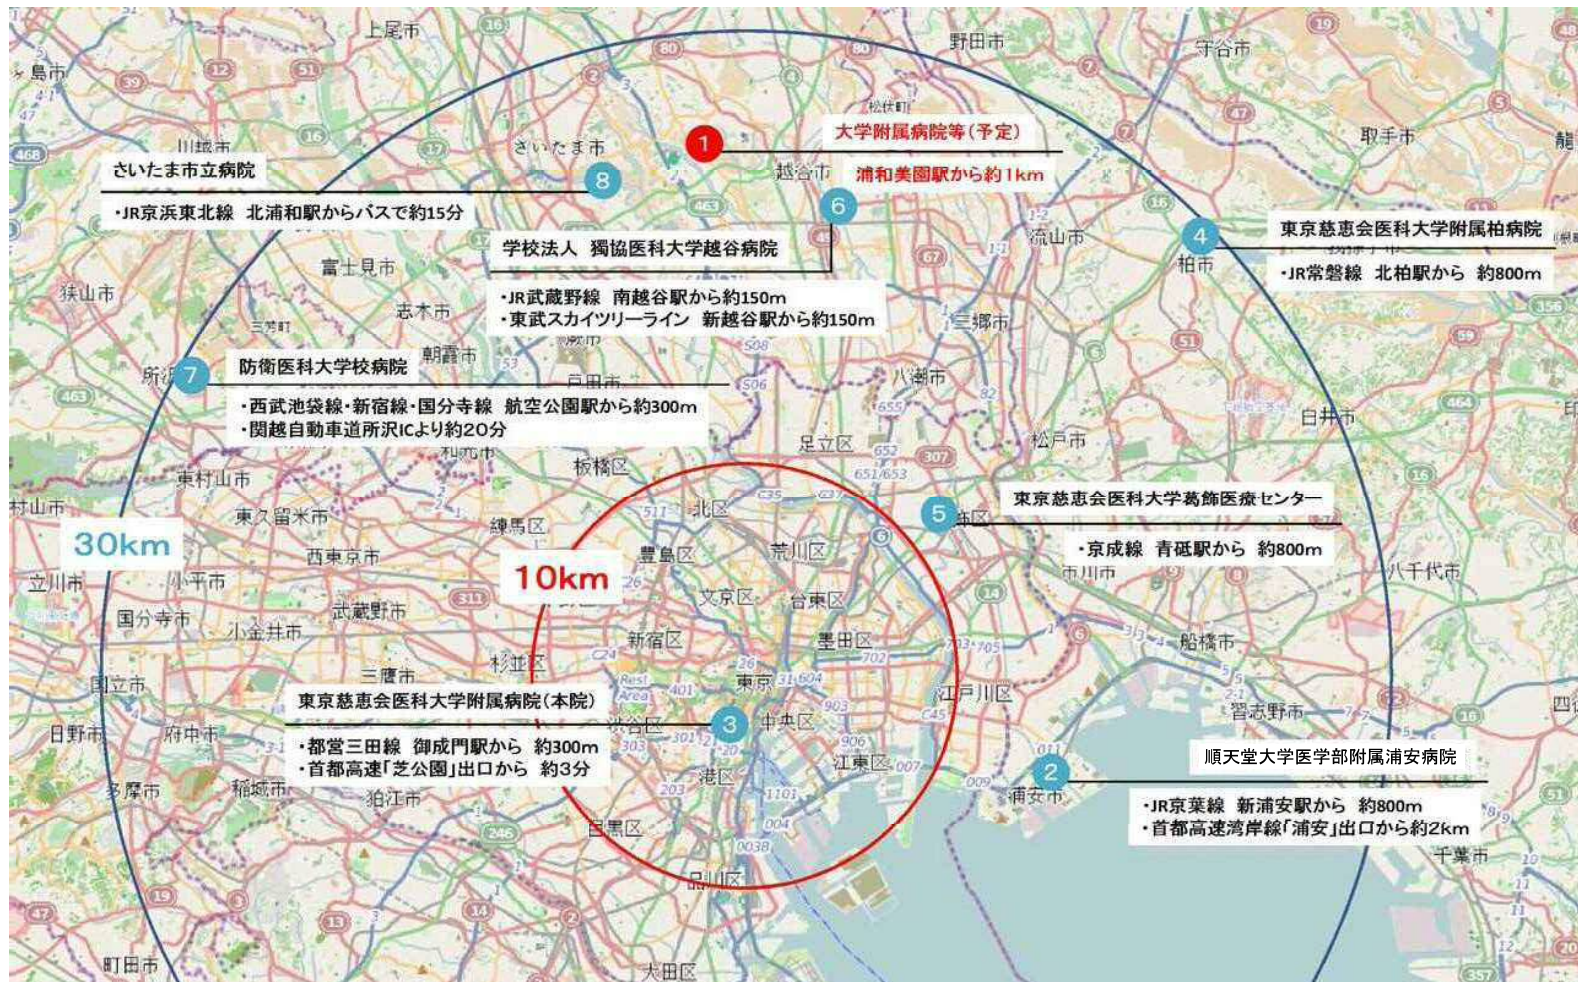 上尾市
野田市
守谷市
取手市
川越市
さいたま市
松伏町
越谷市
①
大学附属病院等(予定)
浦和美園駅から約1km
⑧
さいたま市立病院
・JR京浜東北線 北浦和駅からバスで約15分
⑥
学校法人 獨協医科大学越谷病院
・JR武蔵野線 南越谷駅から約150m
・東武スカイツリーライン 新越谷駅から約150m
④
東京慈恵会医科大学附属柏病院
・JR常磐線 北柏駅から 約800m
流山市
柏市
富士見市
狭山市
志木市
三芳町
朝霞市
戸田市
三郷市
八潮市
⑦
防衛医科大学校病院
・西武池袋線・新宿線・国分寺線 航空公園駅から約300m
・関越自動車道所沢ICより約20分
白井市
松戸市
足立区
板橋区
和光市
東村山市
東久留米市
練馬区
北区
⑤
東京慈恵会医科大学葛飾医療センター
・京成線 青砥駅から 約800m
30km
10km
西東京市
豊島区
荒川区
市川市
八千代市
立川市
小平市
国分寺市
武蔵野市
小金井市
文京区
台東区
新宿区
墨田区
船橋市
杉並区
三鷹市
国立市
東京
Rest
Area
江戸川区
習志野市
③
東京慈恵会医科大学附属病院(本院)
・都営三田線 御成門駅から 約300m
・首都高速「芝公園」出口から 約3分
渋谷区
中央区
日野市
府中市
港区
江東区
②
順天堂大学医学部附属浦安病院
・JR京葉線 新浦安駅から 約800m
・首都高速湾岸線「浦安」出口から約2km
浦安市
多摩市
稲城市
狛江市
目黒区
品川区
千葉市
町田市
大田区